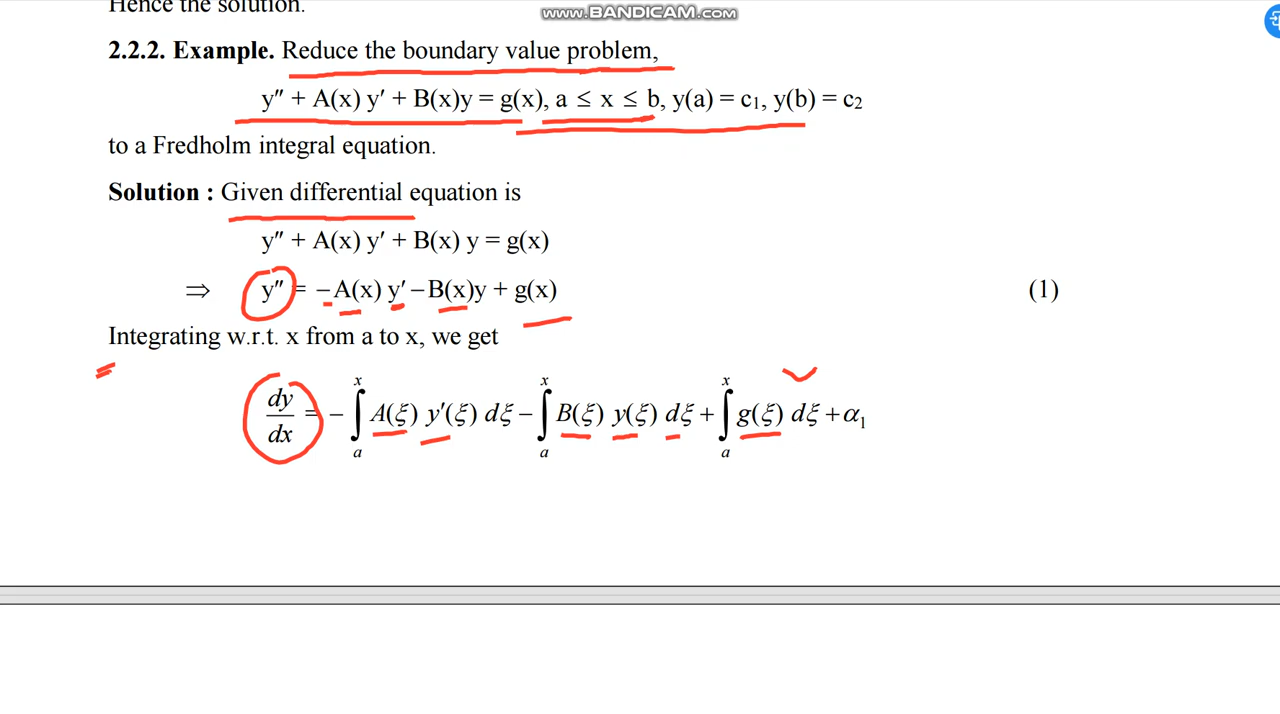 Hence the solution.
www.BANDICAM.com
2.2.2. Example. Reduce the boundary value problem,
y″ + A(x) y′ + B(x)y = g(x), a ≤ x ≤ b, y(a) = c₁, y(b) = c₂
to a Fredholm integral equation.
Solution : Given differential equation is
y″ + A(x) y′ + B(x) y = g(x)
⇒ y″ = −A(x) y′ − B(x)y + g(x) (1)
Integrating w.r.t. x from a to x, we get
dy/dx = − ∫ₐˣ A(ξ) y′(ξ) dξ − ∫ₐˣ B(ξ) y(ξ) dξ + ∫ₐˣ g(ξ) dξ + α₁